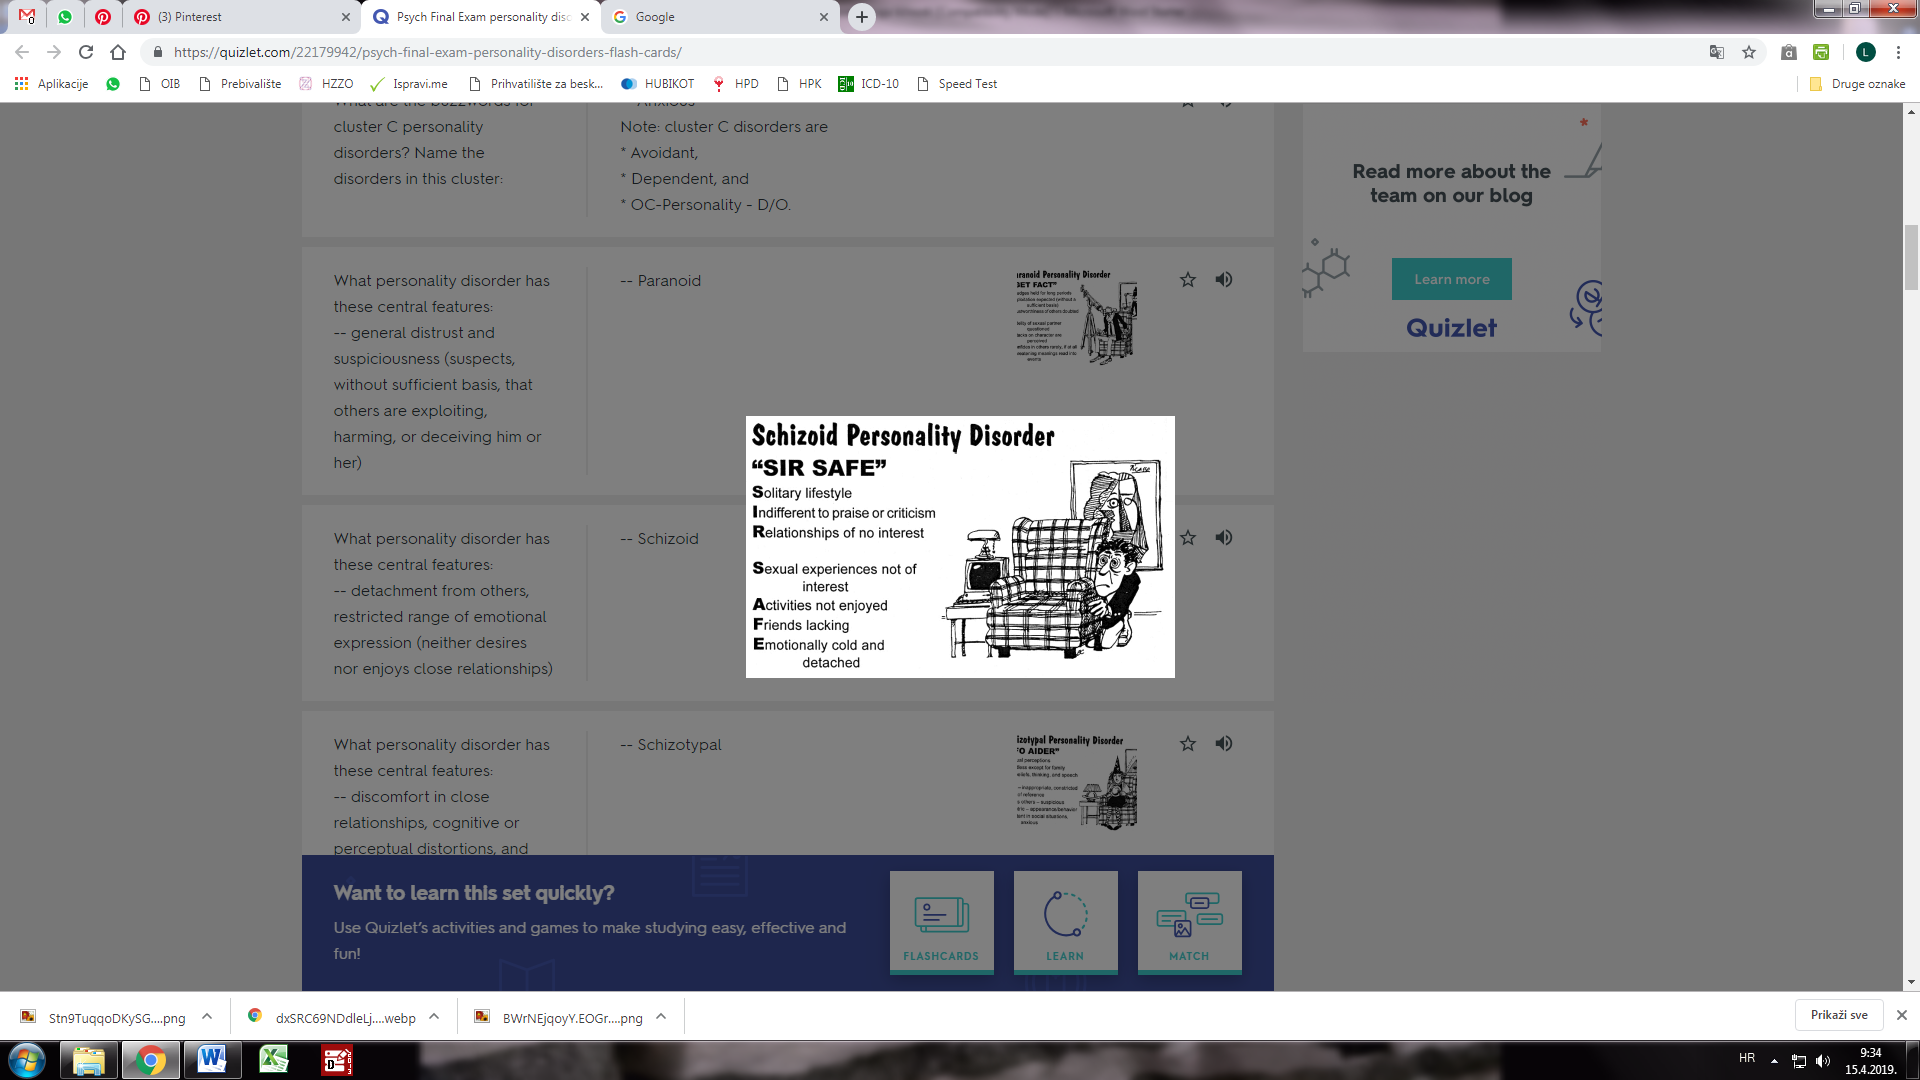 (3) Pinterest
Psych Final Exam personality disc
Google
https://quizlet.com/22179942/psych-final-exam-personality-disorders-flash-cards/
L
Aplikacije
OIB
Prebivalište
HZZO
Ispravi.me
Prihvatilište za besk...
HUBIKOT
HPD
HPK
ICD-10
Speed Test
Druge oznake
cluster C personality
disorders? Name the
disorders in this cluster:
Note: cluster C disorders are
* Avoidant,
* Dependent, and
* OC-Personality - D/O.
Read more about the
team on our blog
Learn more
Quizlet
What personality disorder has
these central features:
-- general distrust and
suspiciousness (suspects,
without sufficient basis, that
others are exploiting,
harming, or deceiving him or
her)
-- Paranoid
Schizoid Personality Disorder
“SIR SAFE”
Solitary lifestyle
Indifferent to praise or criticism
Relationships of no interest
Sexual experiences not of
interest
Activities not enjoyed
Friends lacking
Emotionally cold and
detached
What personality disorder has
these central features:
-- detachment from others,
restricted range of emotional
expression (neither desires
nor enjoys close relationships)
-- Schizoid
What personality disorder has
these central features:
-- discomfort in close
relationships, cognitive or
perceptual distortions, and
-- Schizotypal
Want to learn this set quickly?
Use Quizlet's activities and games to make studying easy, effective and
fun!
FLASHCARDS
LEARN
MATCH
Stn9TuqqoDKySG....png
dxSRC69NDdleLj....webp
BWrNEjqoyY.EOGr....png
Prikaži sve
HR
9:34
15.4.2019.